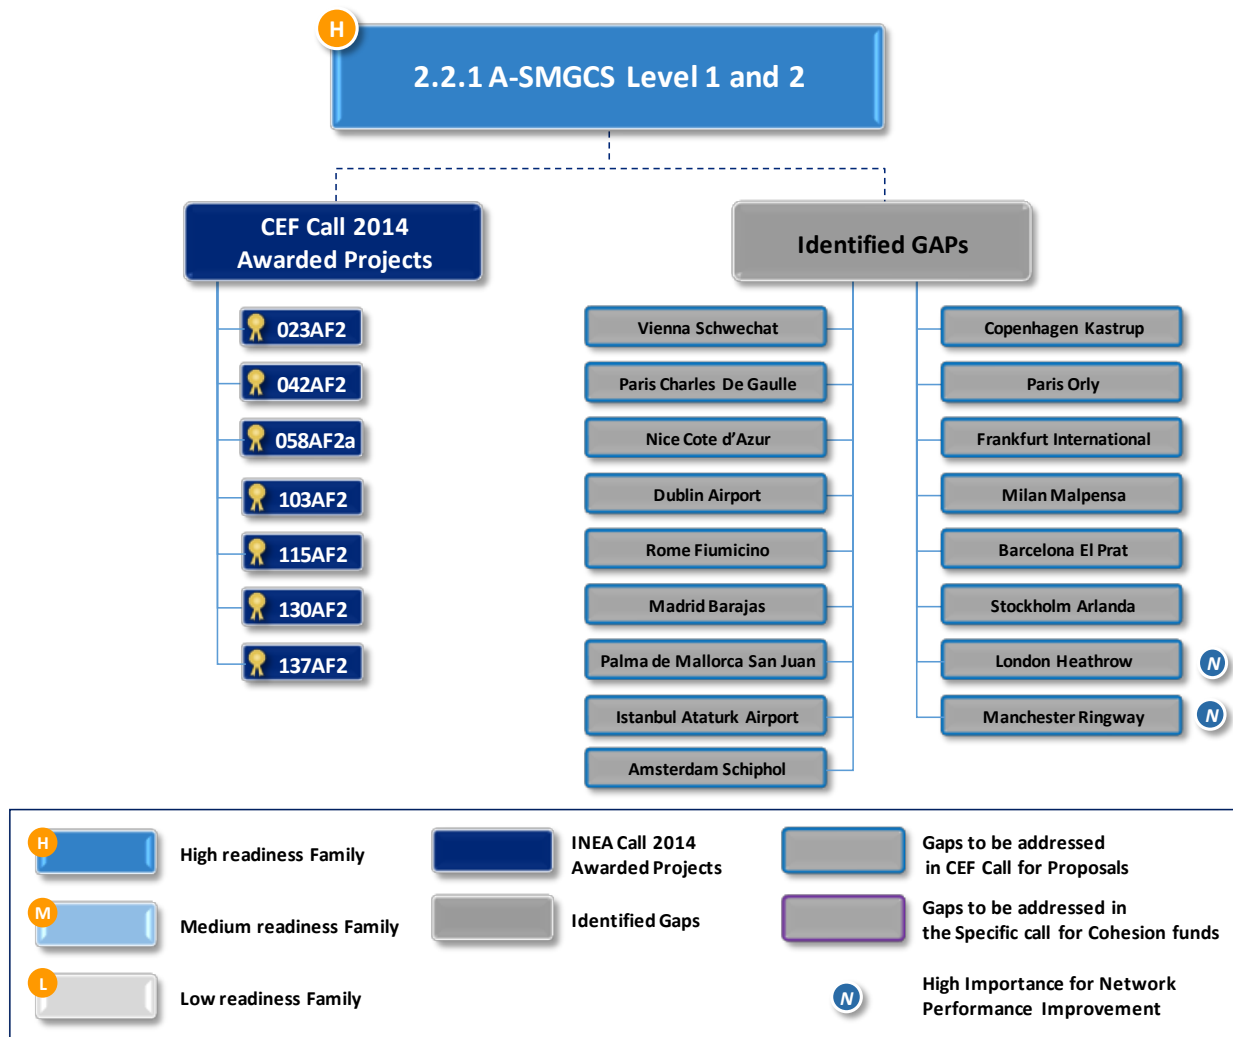 H
2.2.1 A-SMGCS Level 1 and 2
CEF Call 2014
Awarded Projects
023AF2
042AF2
058AF2a
103AF2
115AF2
130AF2
137AF2
Identified GAPs
Vienna Schwechat
Paris Charles De Gaulle
Nice Cote d’Azur
Dublin Airport
Rome Fiumicino
Madrid Barajas
Palma de Mallorca San Juan
Istanbul Ataturk Airport
Amsterdam Schiphol
Copenhagen Kastrup
Paris Orly
Frankfurt International
Milan Malpensa
Barcelona El Prat
Stockholm Arlanda
London Heathrow
N
Manchester Ringway
N
H
High readiness Family
M
Medium readiness Family
L
Low readiness Family
INEA Call 2014
Awarded Projects
Identified Gaps
Gaps to be addressed
in CEF Call for Proposals
Gaps to be addressed in
the Specific call for Cohesion funds
N
High Importance for Network
Performance Improvement